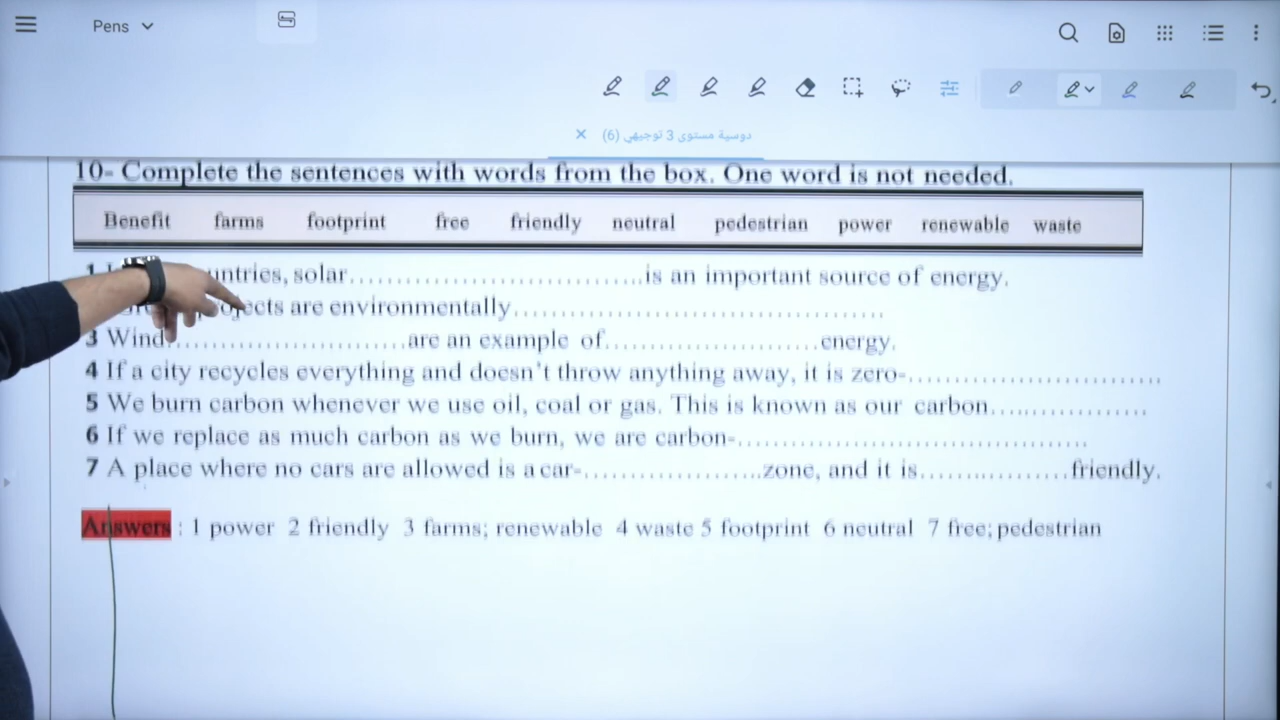 Pens
دوسية مستوى 3 توجيهي (6)
10- Complete the sentences with words from the box. One word is not needed.
Benefit farms footprint free friendly neutral pedestrian power renewable waste
untries, solar.....................................is an important source of energy.
ojects are environmentally.....................................
3 Wind..........................are an example of.......................energy.
4 If a city recycles everything and doesn't throw anything away, it is zero-...........................
5 We burn carbon whenever we use oil, coal or gas. This is known as our carbon.....................
6 If we replace as much carbon as we burn, we are carbon-.....................................
7 A place where no cars are allowed is a car-...................zone, and it is..................friendly.
Answers : 1 power 2 friendly 3 farms; renewable 4 waste 5 footprint 6 neutral 7 free; pedestrian